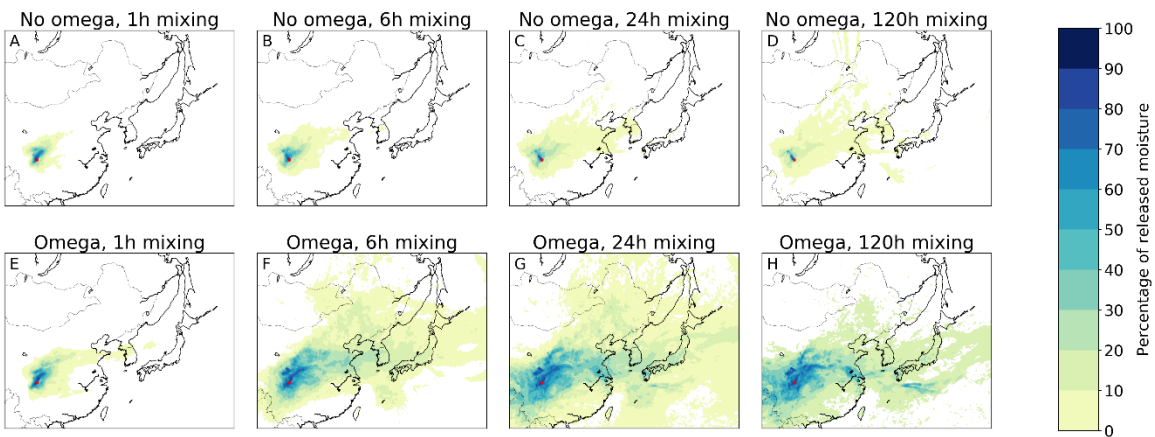 No omega, 1h mixing
No omega, 6h mixing
No omega, 24h mixing
No omega, 120h mixing
A
B
C
D
Omega, 1h mixing
Omega, 6h mixing
Omega, 24h mixing
Omega, 120h mixing
E
F
G
H
100
90
80
70
60
50
40
30
20
10
0
Percentage of released moisture